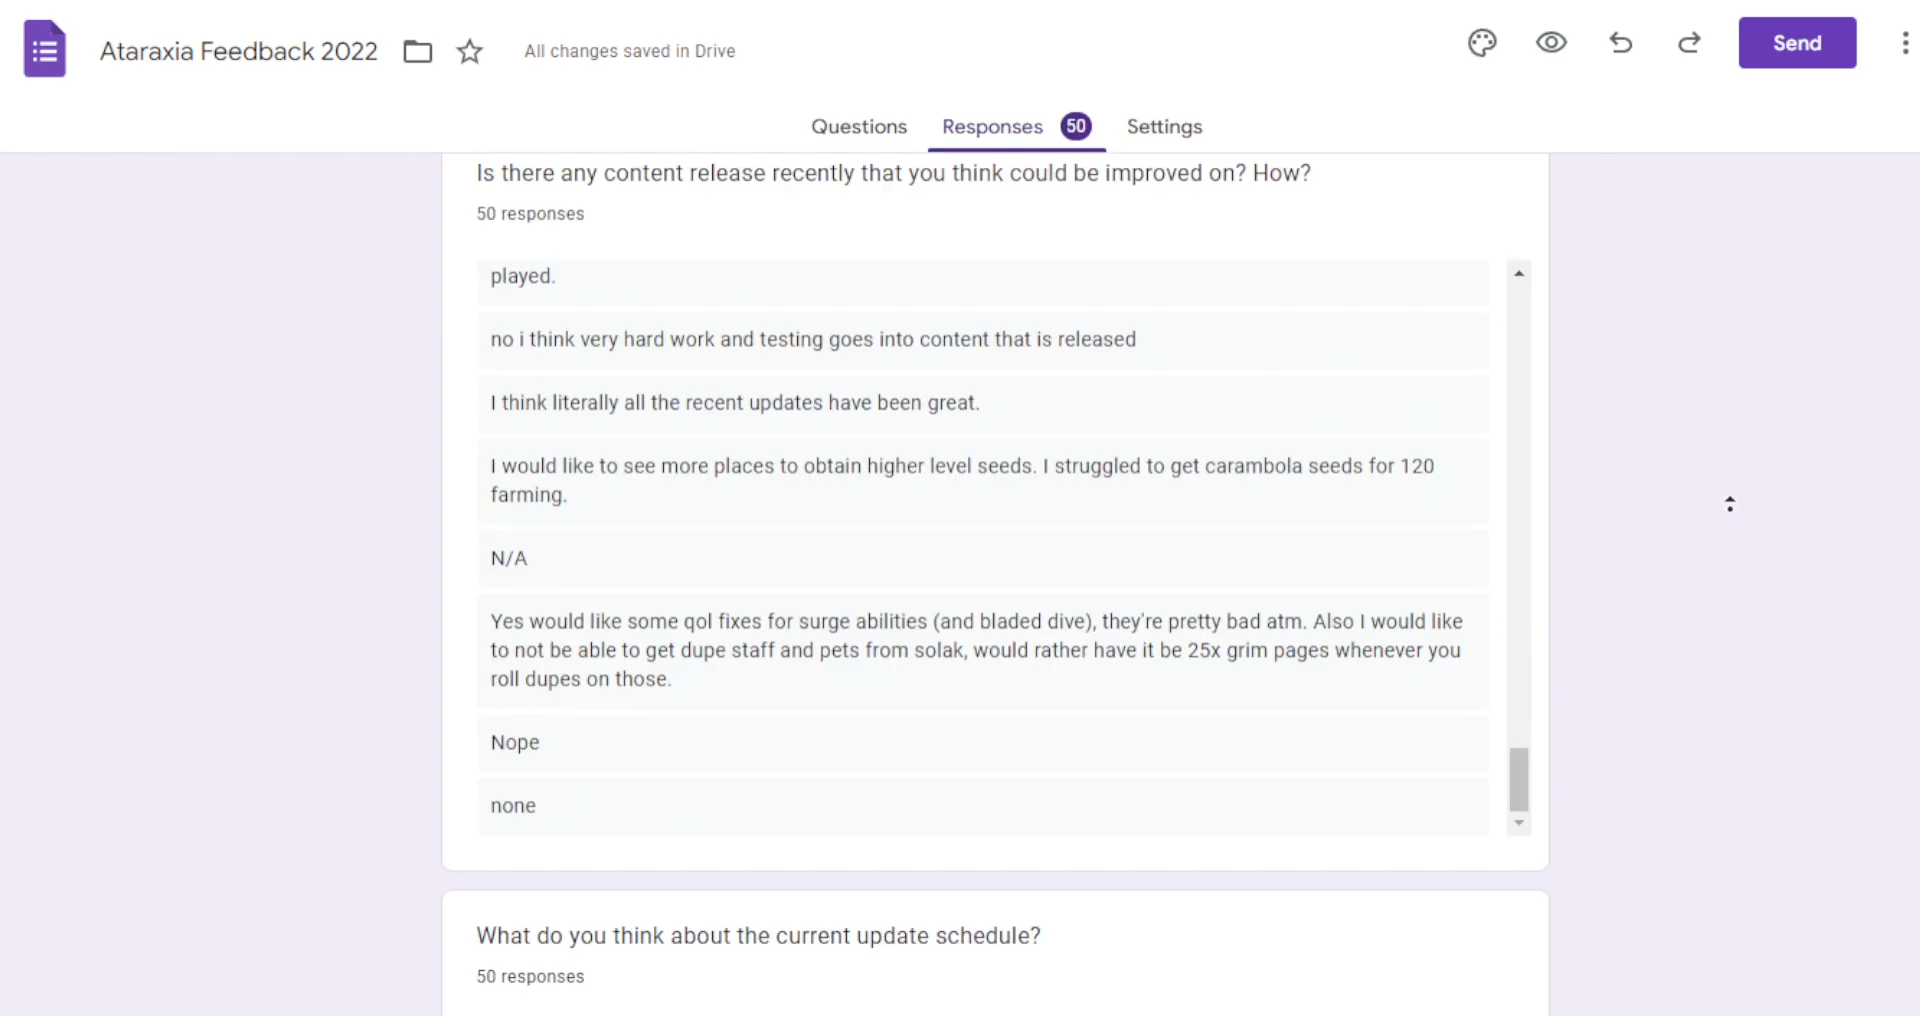 Ataraxia Feedback 2022
All changes saved in Drive
Send
Questions
Responses 50
Settings
Is there any content release recently that you think could be improved on? How?
50 responses
played.
no i think very hard work and testing goes into content that is released
I think literally all the recent updates have been great.
I would like to see more places to obtain higher level seeds. I struggled to get carambola seeds for 120
farming.
N/A
Yes would like some qol fixes for surge abilities (and bladed dive), they're pretty bad atm. Also I would like
to not be able to get dupe staff and pets from solak, would rather have it be 25x grim pages whenever you
roll dupes on those.
Nope
none
What do you think about the current update schedule?
50 responses